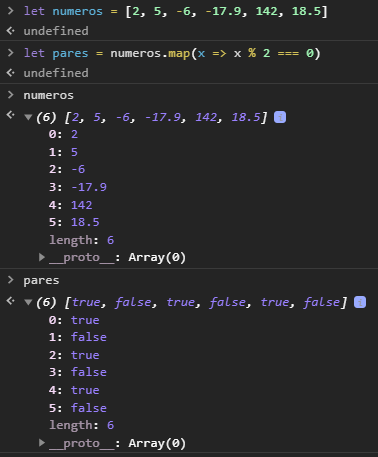 let numeros = [2, 5, -6, -17.9, 142, 18.5]
undefined
let pares = numeros.map(x => x % 2 === 0)
undefined
numeros
(6) [2, 5, -6, -17.9, 142, 18.5] i
0: 2
1: 5
2: -6
3: -17.9
4: 142
5: 18.5
length: 6
__proto__: Array(0)
pares
(6) [true, false, true, false, true, false] i
0: true
1: false
2: true
3: false
4: true
5: false
length: 6
__proto__: Array(0)